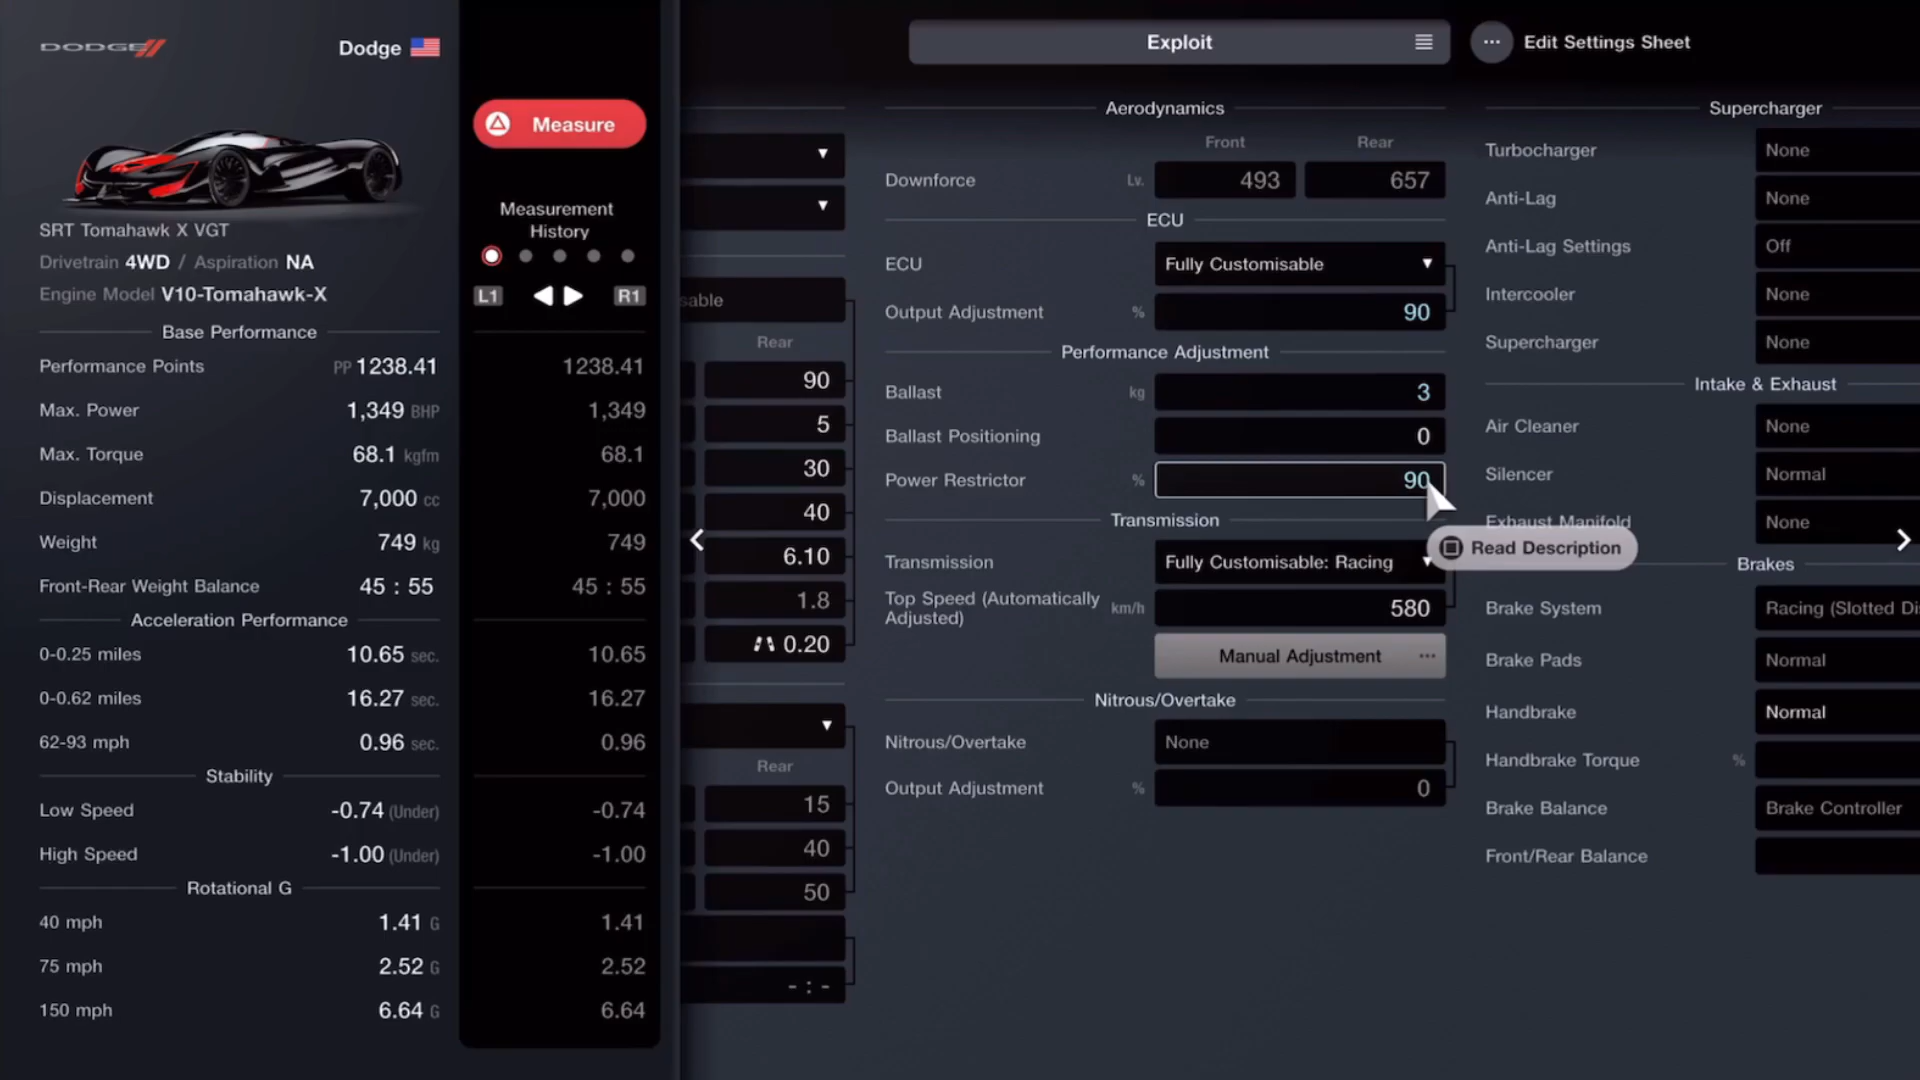 DODGE
Dodge
SRT Tomahawk X VGT
Drivetrain 4WD / Aspiration NA
Engine Model V10-Tomahawk-X
Base Performance
Performance Points PP 1238.41
Max. Power 1,349 BHP
Max. Torque 68.1 kgfm
Displacement 7,000 cc
Weight 749 kg
Front-Rear Weight Balance 45 : 55
Acceleration Performance
0-0.25 miles 10.65 sec.
0-0.62 miles 16.27 sec.
62-93 mph 0.96 sec.
Stability
Low Speed -0.74 (Under)
High Speed -1.00 (Under)
Rotational G
40 mph 1.41 G
75 mph 2.52 G
150 mph 6.64 G
Measure
Measurement
History
L1 R1
1238.41
1,349
68.1
7,000
749
45 : 55
10.65
16.27
0.96
-0.74
-1.00
1.41
2.52
6.64
sable
Rear
90
5
30
40
6.10
1.8
0.20
Rear
15
40
50
- : -
Exploit
Edit Settings Sheet
Aerodynamics
Front Rear
Downforce Lv. 493 657
ECU
ECU Fully Customisable
Output Adjustment % 90
Performance Adjustment
Ballast kg 3
Ballast Positioning 0
Power Restrictor % 90
Transmission
Transmission Fully Customisable: Racing
Top Speed (Automatically
Adjusted) km/h 580
Manual Adjustment
Nitrous/Overtake
Nitrous/Overtake None
Output Adjustment % 0
Supercharger
Turbocharger None
Anti-Lag None
Anti-Lag Settings Off
Intercooler None
Supercharger None
Intake & Exhaust
Air Cleaner None
Silencer Normal
Exhaust Manifold None
Read Description
Brakes
Brake System Racing (Slotted Di
Brake Pads Normal
Handbrake Normal
Handbrake Torque %
Brake Balance Brake Controller
Front/Rear Balance